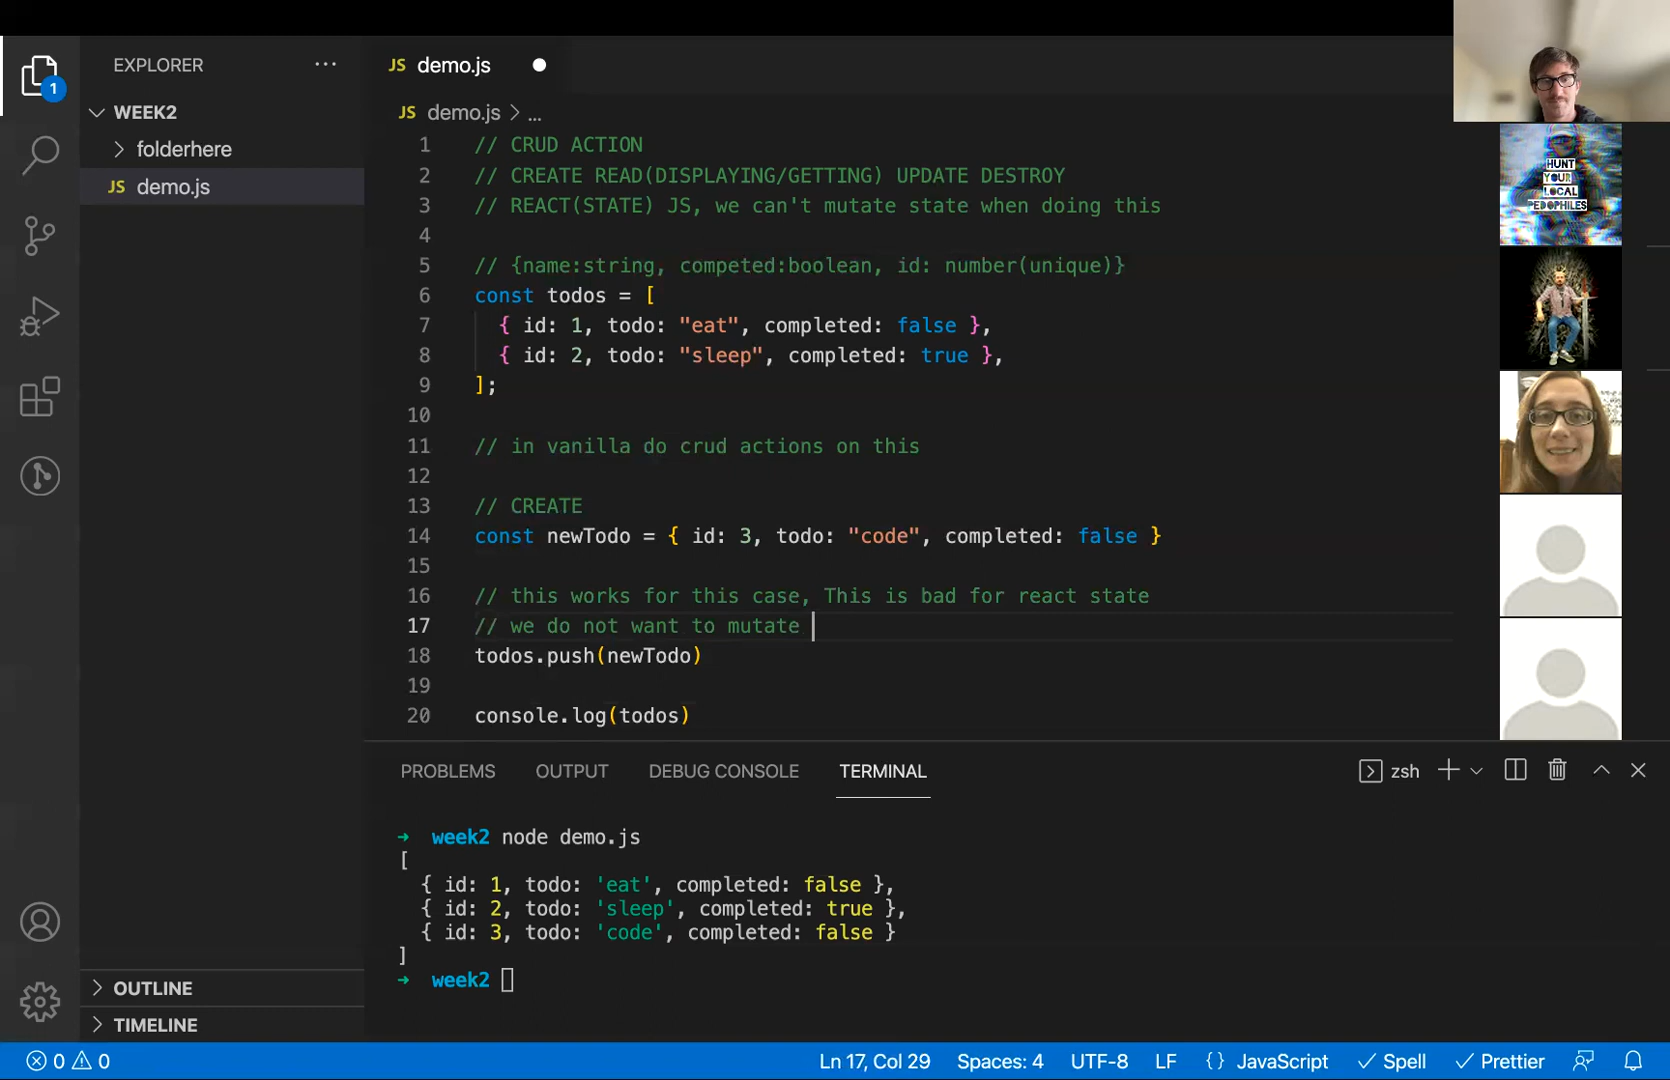 EXPLORER
...
JS demo.js
1
WEEK2
folderhere
JS demo.js
JS demo.js > ...
1 // CRUD ACTION
2 // CREATE READ(DISPLAYING/GETTING) UPDATE DESTROY
3 // REACT(STATE) JS, we can't mutate state when doing this
4
5 // {name:string, competed:boolean, id: number(unique)}
6 const todos = [
7 { id: 1, todo: "eat", completed: false },
8 { id: 2, todo: "sleep", completed: true },
9 ];
10
11 // in vanilla do crud actions on this
12
13 // CREATE
14 const newTodo = { id: 3, todo: "code", completed: false }
15
16 // this works for this case, This is bad for react state
17 // we do not want to mutate
18 todos.push(newTodo)
19
20 console.log(todos)
HUNT
YOUR
LOCAL
PEDOPHILES
PROBLEMS OUTPUT DEBUG CONSOLE TERMINAL
zsh
→ week2 node demo.js
[
{ id: 1, todo: 'eat', completed: false },
{ id: 2, todo: 'sleep', completed: true },
{ id: 3, todo: 'code', completed: false }
]
→ week2
OUTLINE
TIMELINE
0 0
Ln 17, Col 29 Spaces: 4 UTF-8 LF {} JavaScript Spell Prettier